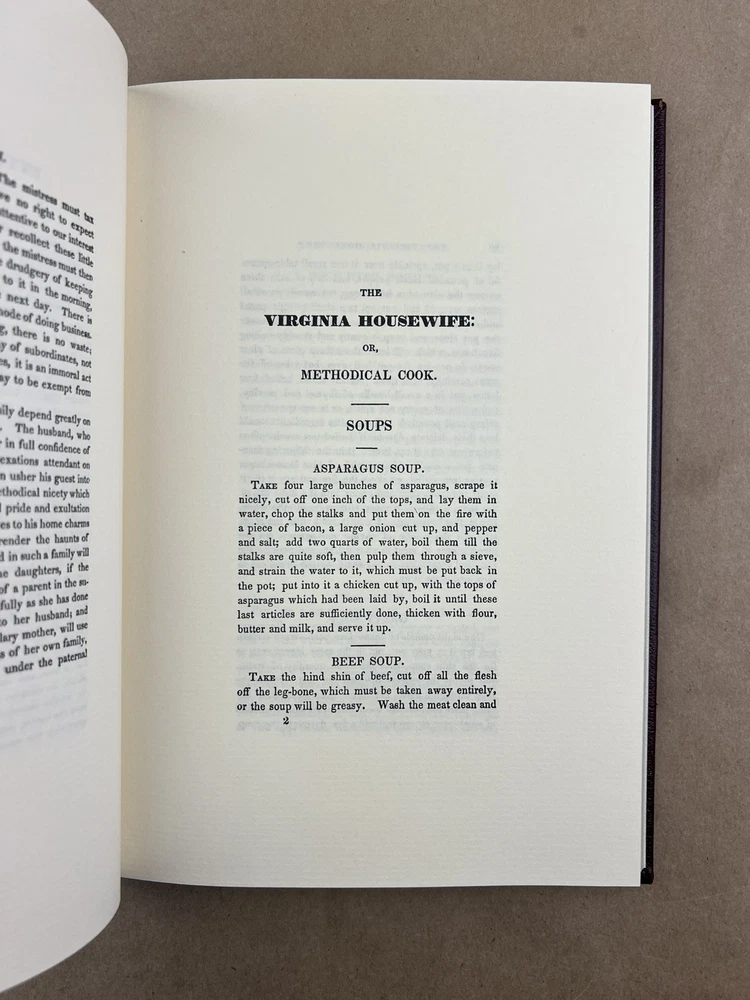 The mistress must tax
no right to expect
attentive to our interest
recollect these little
the mistress must then
drudgery of keeping
to it in the morning,
next day. There is
mode of doing business.
there is no waste;
of subordinates, not
it is an immoral act
to be exempt from
depend greatly on
The husband, who
in full confidence of
attendant on
usher his guest into
nicety which
pride and exultation
to his home charms
the haunts of
in such a family will
daughters, if the
of a parent in the su-
as she has done
her husband; and
mother, will use
of her own family,
under the paternal
THE
VIRGINIA HOUSEWIFE:
OR,
METHODICAL COOK.
SOUPS
ASPARAGUS SOUP.
TAKE four large bunches of asparagus, scrape it
nicely, cut off one inch of the tops, and lay them in
water, chop the stalks and put them on the fire with
a piece of bacon, a large onion cut up, and pepper
and salt; add two quarts of water, boil them till the
stalks are quite soft, then pulp them through a sieve,
and strain the water to it, which must be put back in
the pot; put into it a chicken cut up, with the tops of
asparagus which had been laid by, boil it until these
last articles are sufficiently done, thicken with flour,
butter and milk, and serve it up.
BEEF SOUP.
TAKE the hind shin of beef, cut off all the flesh
off the leg-bone, which must be taken away entirely,
or the soup will be greasy. Wash the meat clean and
2